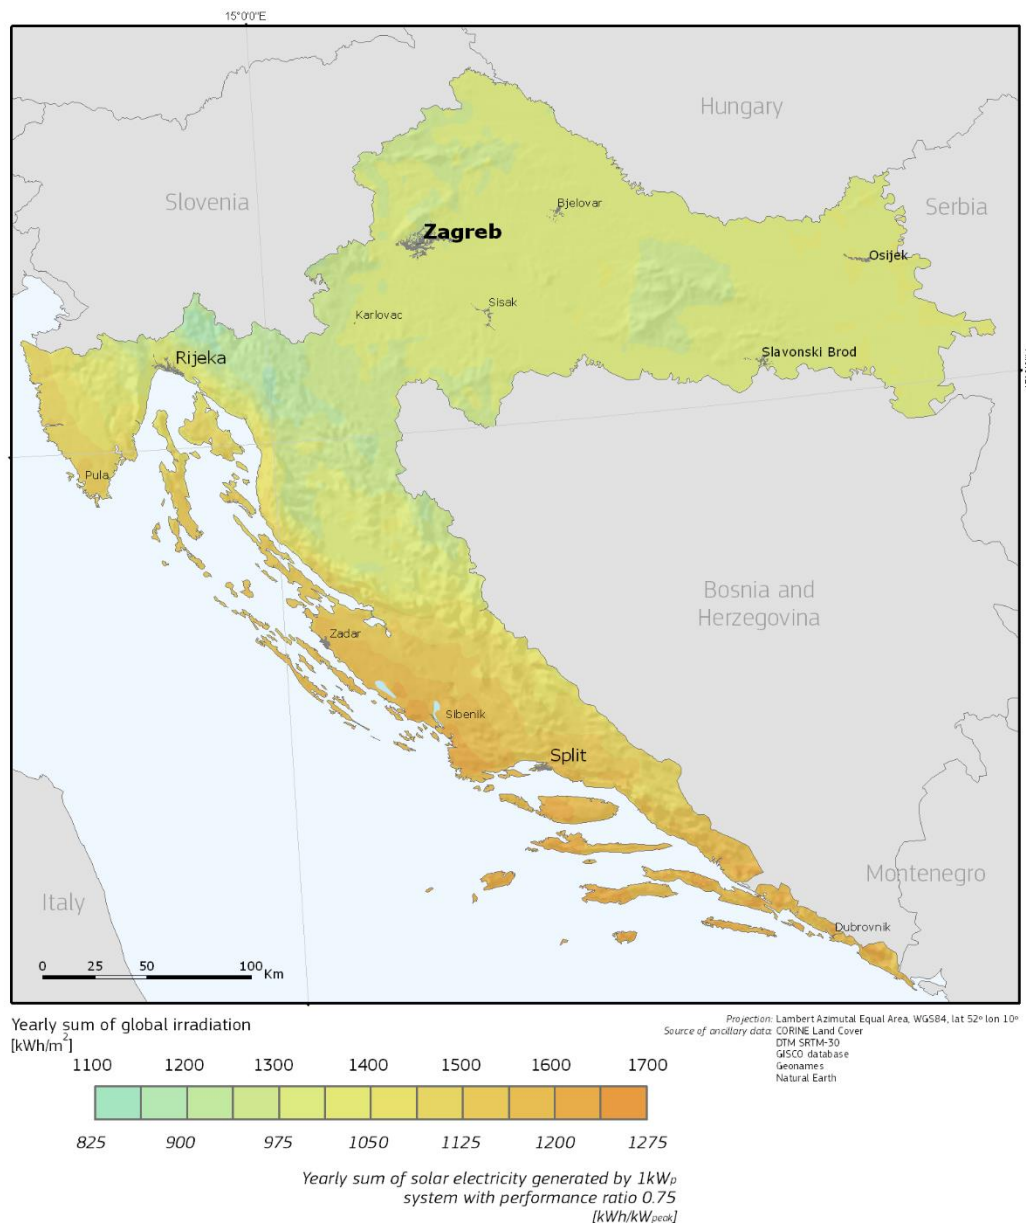 15°0'0"E
Hungary
Slovenia
Serbia
Bjelovar
Zagreb
Osijek
Sisak
Karlovac
Rijeka
Slavonski Brod
Pula
Bosnia and
Herzegovina
Zadar
Sibenik
Split
Montenegro
Italy
Dubrovnik
0 25 50 100 Km
Yearly sum of global irradiation
[kWh/m²]
Projection: Lambert Azimutal Equal Area, WGS84, lat 52° lon 10°
Source of ancillary data: CORINE Land Cover
DTM SRTM-30
GISCO database
Geonames
Natural Earth
1100 1200 1300 1400 1500 1600 1700
825 900 975 1050 1125 1200 1275
Yearly sum of solar electricity generated by 1kWp
system with performance ratio 0.75
[kWh/kWpeak]